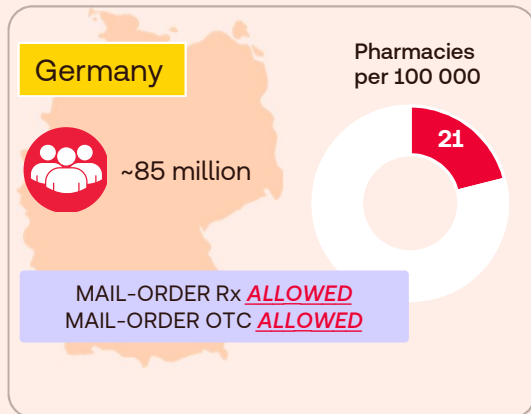 Germany
~85 million
Pharmacies
per 100 000
21
MAIL-ORDER Rx ALLOWED
MAIL-ORDER OTC ALLOWED